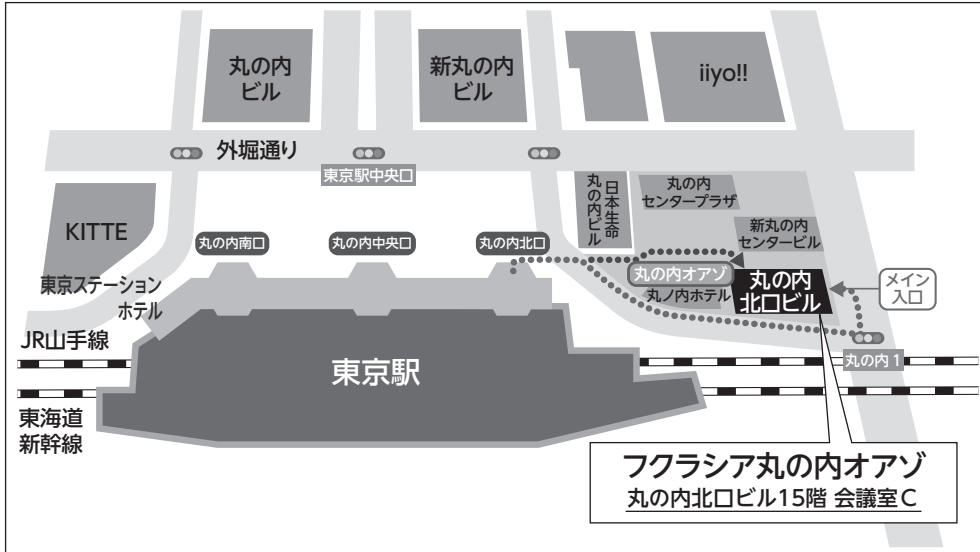 丸の内
ビル
新丸の内
ビル
iiyo!!
外堀通り
東京駅中央口
日本生命
丸の内ビル
丸の内
センタープラザ
新丸の内
センタービル
KITTE
丸の内南口
丸の内中央口
丸の内北口
丸の内オアゾ
丸ノ内ホテル
丸の内
北口ビル
メイン
入口
東京ステーション
ホテル
JR山手線
東京駅
丸の内1
東海道
新幹線
フクラシア丸の内オアゾ
丸の内北口ビル15階 会議室C